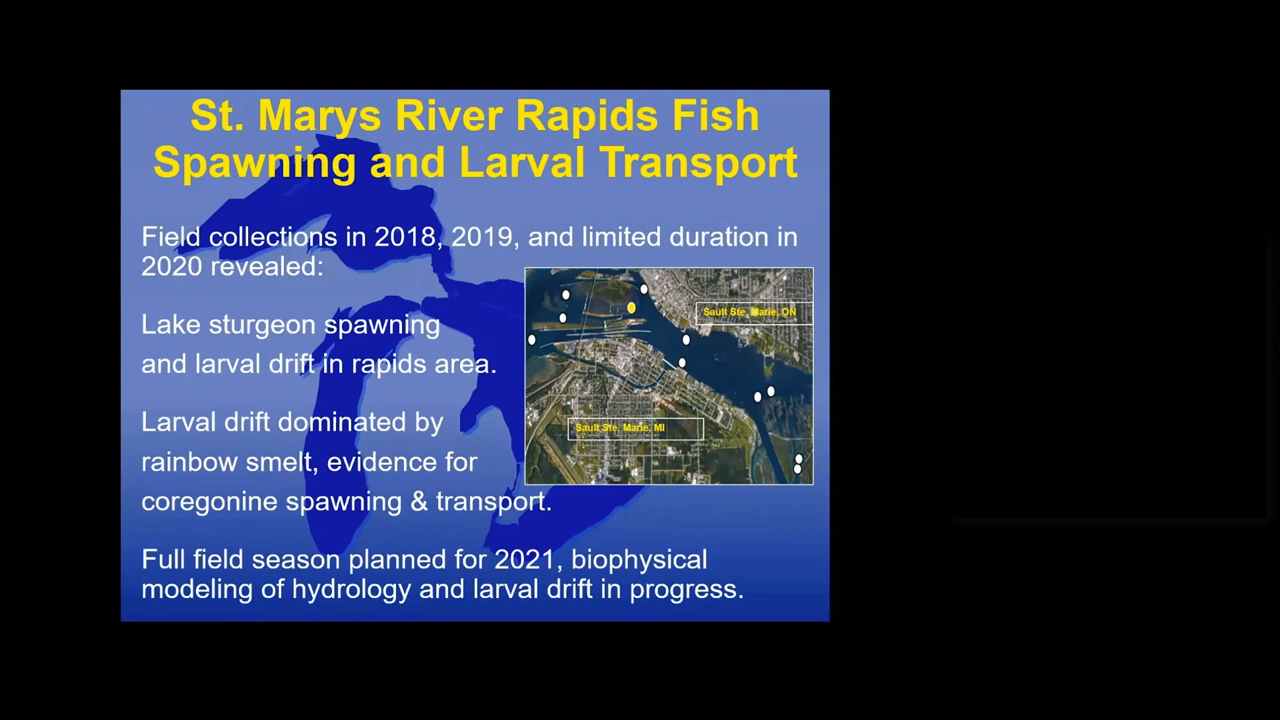 St. Marys River Rapids Fish
Spawning and Larval Transport
Field collections in 2018, 2019, and limited duration in
2020 revealed:
Lake sturgeon spawning
and larval drift in rapids area.
Larval drift dominated by
rainbow smelt, evidence for
coregonine spawning & transport.
Full field season planned for 2021, biophysical
modeling of hydrology and larval drift in progress.
Sault Ste. Marie, ON
Sault Ste. Marie, MI